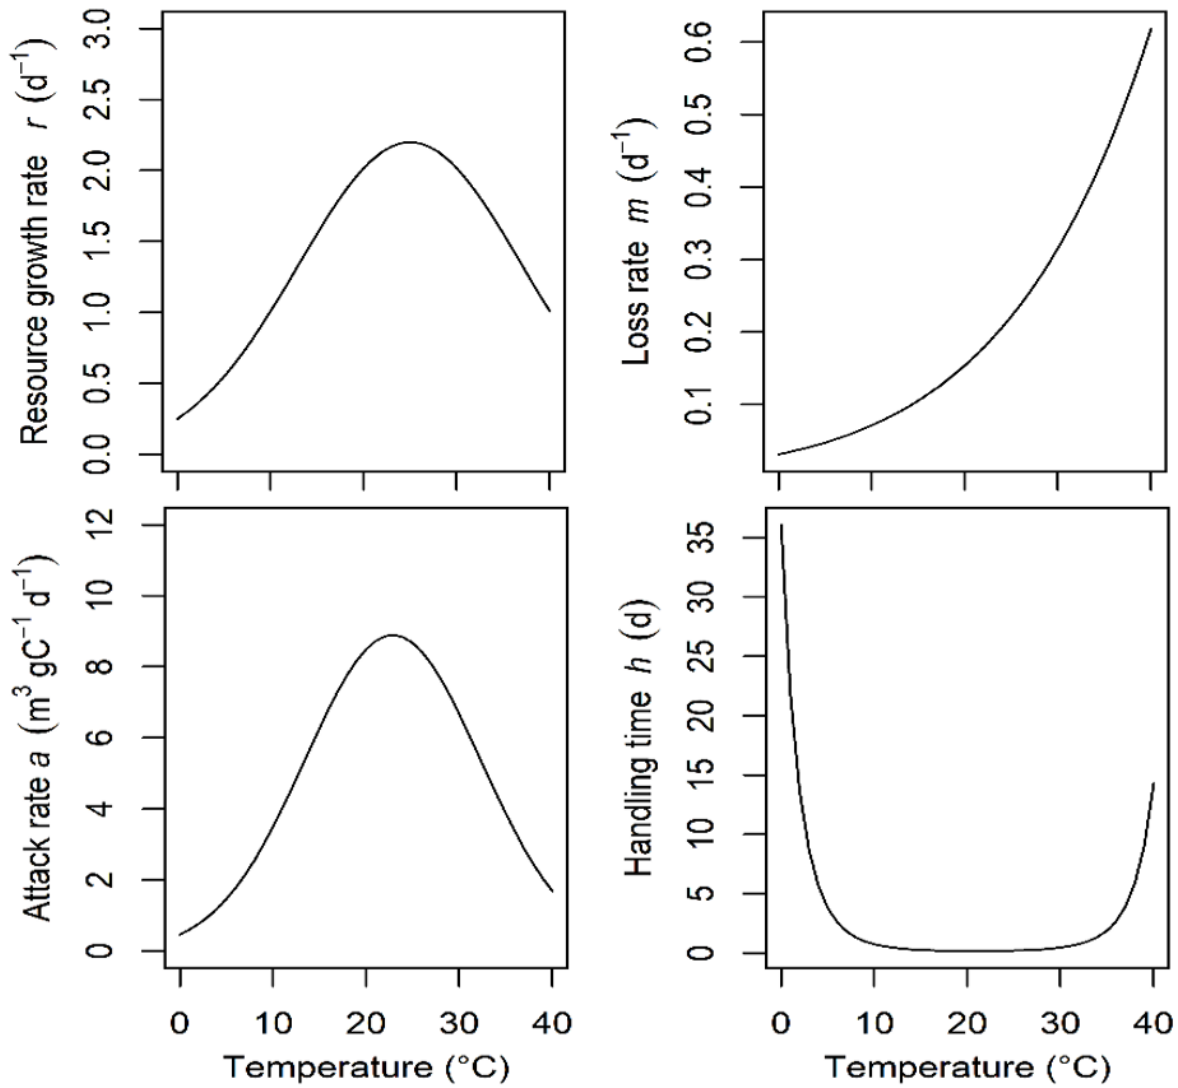 Resource growth rate r (d⁻¹)
0.0 0.5 1.0 1.5 2.0 2.5 3.0
Loss rate m (d⁻¹)
0.1 0.2 0.3 0.4 0.5 0.6
Attack rate a (m³ gC⁻¹ d⁻¹)
0 2 4 6 8 10 12
Handling time h (d)
0 5 10 15 20 25 30 35
0 10 20 30 40
Temperature (°C)
0 10 20 30 40
Temperature (°C)